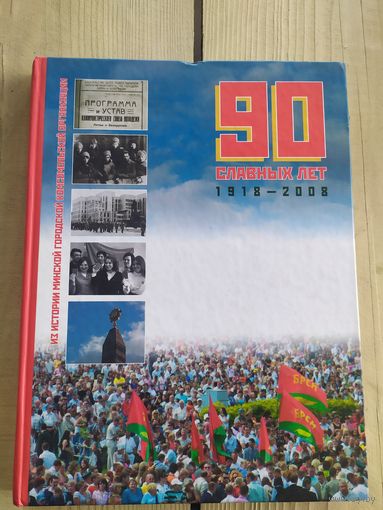 90
СЛАВНЫХ ЛЕТ
1918–2008
ИЗ ИСТОРИИ МИНСКОЙ ГОРОДСКОЙ КОМСОМОЛЬСКОЙ ОРГАНИЗАЦИИ
ПРОГРАММА
и УСТАВ
БРСМ
БРСМ